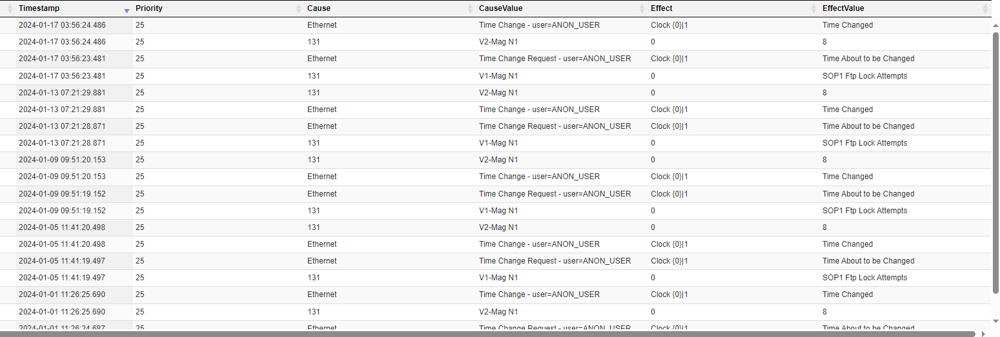 Timestamp Priority Cause CauseValue Effect EffectValue
2024-01-17 03:56:24.486 25 Ethernet Time Change - user=ANON_USER Clock {0}|1 Time Changed
2024-01-17 03:56:24.486 25 131 V2-Mag N1 0 8
2024-01-17 03:56:23.481 25 Ethernet Time Change Request - user=ANON_USER Clock {0}|1 Time About to be Changed
2024-01-17 03:56:23.481 25 131 V1-Mag N1 0 SOP1 Ftp Lock Attempts
2024-01-13 07:21:29.881 25 131 V2-Mag N1 0 8
2024-01-13 07:21:29.881 25 Ethernet Time Change - user=ANON_USER Clock {0}|1 Time Changed
2024-01-13 07:21:28.871 25 Ethernet Time Change Request - user=ANON_USER Clock {0}|1 Time About to be Changed
2024-01-13 07:21:28.871 25 131 V1-Mag N1 0 SOP1 Ftp Lock Attempts
2024-01-09 09:51:20.153 25 131 V2-Mag N1 0 8
2024-01-09 09:51:20.153 25 Ethernet Time Change - user=ANON_USER Clock {0}|1 Time Changed
2024-01-09 09:51:19.152 25 Ethernet Time Change Request - user=ANON_USER Clock {0}|1 Time About to be Changed
2024-01-09 09:51:19.152 25 131 V1-Mag N1 0 SOP1 Ftp Lock Attempts
2024-01-05 11:41:20.498 25 131 V2-Mag N1 0 8
2024-01-05 11:41:20.498 25 Ethernet Time Change - user=ANON_USER Clock {0}|1 Time Changed
2024-01-05 11:41:19.497 25 Ethernet Time Change Request - user=ANON_USER Clock {0}|1 Time About to be Changed
2024-01-05 11:41:19.497 25 131 V1-Mag N1 0 SOP1 Ftp Lock Attempts
2024-01-01 11:26:25.690 25 Ethernet Time Change - user=ANON_USER Clock {0}|1 Time Changed
2024-01-01 11:26:25.690 25 131 V2-Mag N1 0 8
2024-01-01 11:26:24.687 25 Ethernet Time Change Request - user=ANON_USER Clock {0}|1 Time About to be Changed